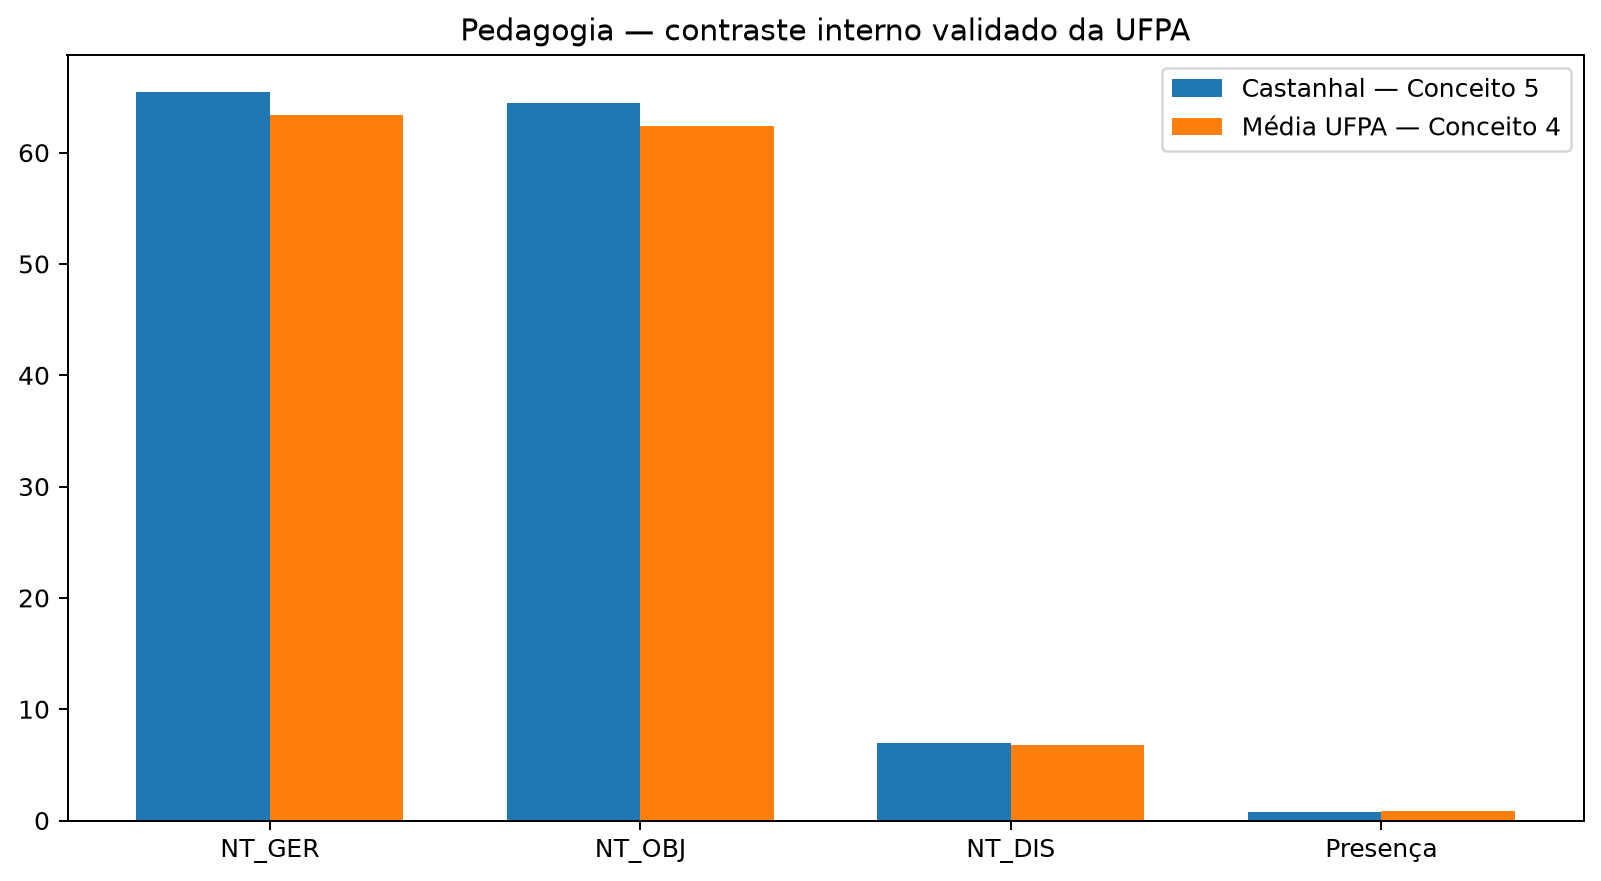 Pedagogia — contraste interno validado da UFPA
Castanhal — Conceito 5
Média UFPA — Conceito 4
60
50
40
30
20
10
0
NT_GER NT_OBJ NT_DIS Presença